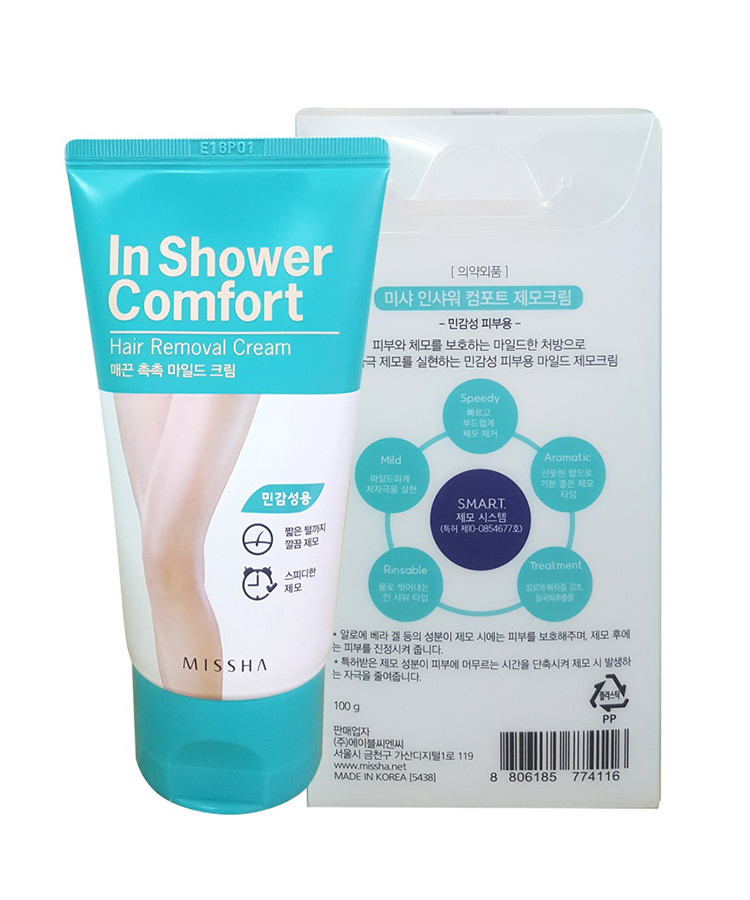 E16P01
In Shower
Comfort
Hair Removal Cream
매끈 촉촉 마일드 크림
민감성용
짧은 털까지
깔끔 제모
스피디한
제모
MISSHA
[ 의약외품 ]
미샤 인샤워 컴포트 제모크림
- 민감성 피부용 -
피부와 체모를 보호하는 마일드한 처방으로
극 제모를 실현하는 민감성 피부용 마일드 제모크림
Speedy
빠르고
부드럽게
체모 제거
Mild
마일드하게
저자극을 실현
Aromatic
산뜻한 향으로
기분 좋은 제모
타임
S.M.A.R.T.
제모 시스템
(특허 제10-0854677호)
Rinsable
물로 씻어내는
인 샤워 타입
Treatment
알로에 베라겔, 감초,
* 알로에 베라 겔 등의 성분이 제모 시에는 피부를 보호해주며, 제모 후에
는 피부를 진정시켜 줍니다.
* 특허받은 제모 성분이 피부에 머무르는 시간을 단축시켜 제모 시 발생하
는 자극을 줄여줍니다.
100 g
플라스틱
PP
판매업자
(주)에이블씨엔씨
서울시 금천구 가산디지털1로 119
www.missha.net
MADE IN KOREA [5438]
8 806185 774116